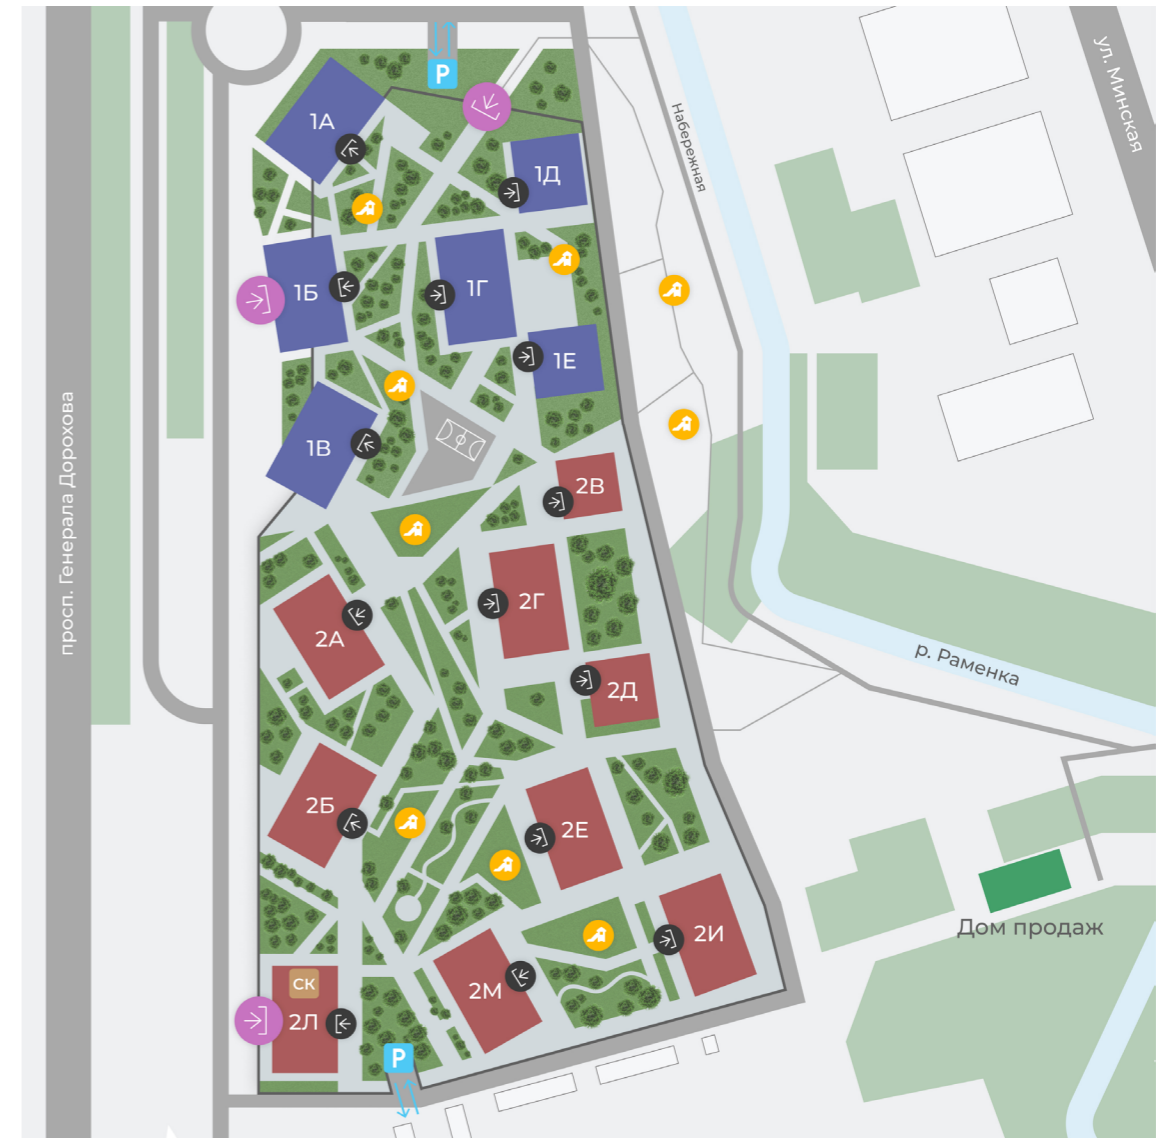 P
ул. Минская
1А
Набережная
1Д
1Б
1Г
1Е
просп. Генерала Дорохова
1В
2В
2Г
2А
р. Раменка
2Д
2Б
2Е
Дом продаж
2И
СК
2М
2Л
P